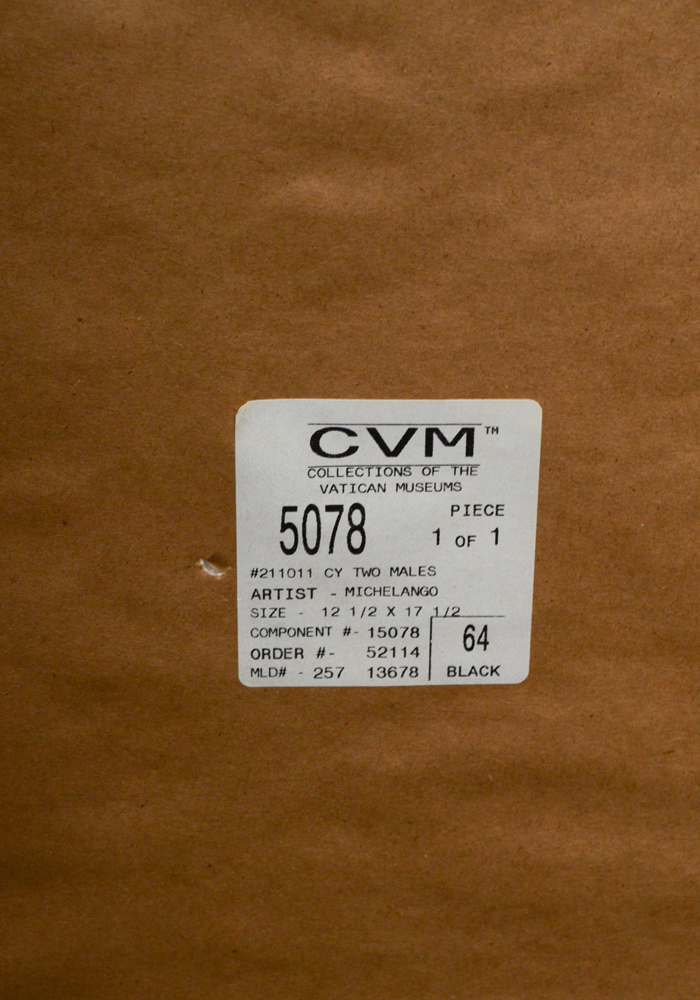 CVM™
COLLECTIONS OF THE
VATICAN MUSEUMS
5078
PIECE
1 OF 1
#211011 CY TWO MALES
ARTIST - MICHELANGO
SIZE - 12 1/2 X 17 1/2
COMPONENT #- 15078
ORDER #- 52114
MLD# - 257 13678
64
BLACK